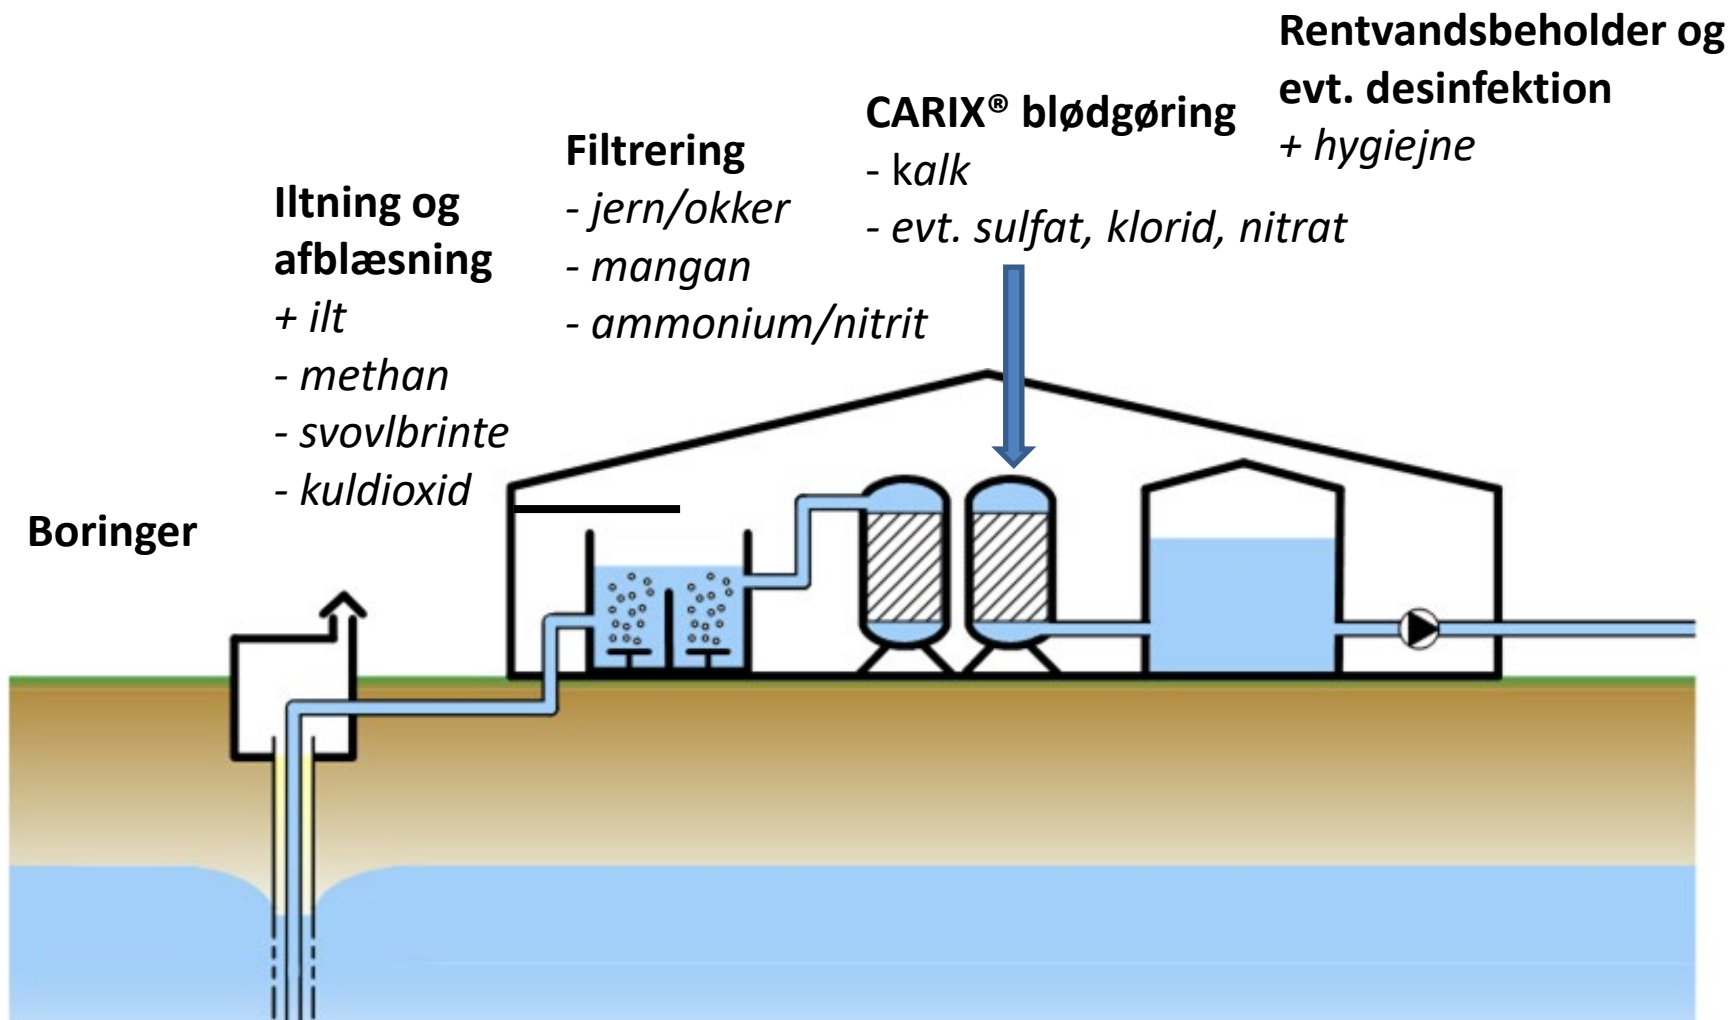 Boringer
Iltning og
afblæsning
+ ilt
- methan
- svovlbrinte
- kuldioxid
Filtrering
- jern/okker
- mangan
- ammonium/nitrit
CARIX® blødgøring
- kalk
- evt. sulfat, klorid, nitrat
Rentvandsbeholder og
evt. desinfektion
+ hygiejne